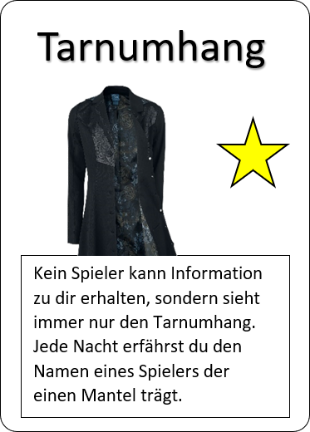 Tarnumhang
Kein Spieler kann Information
zu dir erhalten, sondern sieht
immer nur den Tarnumhang.
Jede Nacht erfährst du den
Namen eines Spielers der
einen Mantel trägt.